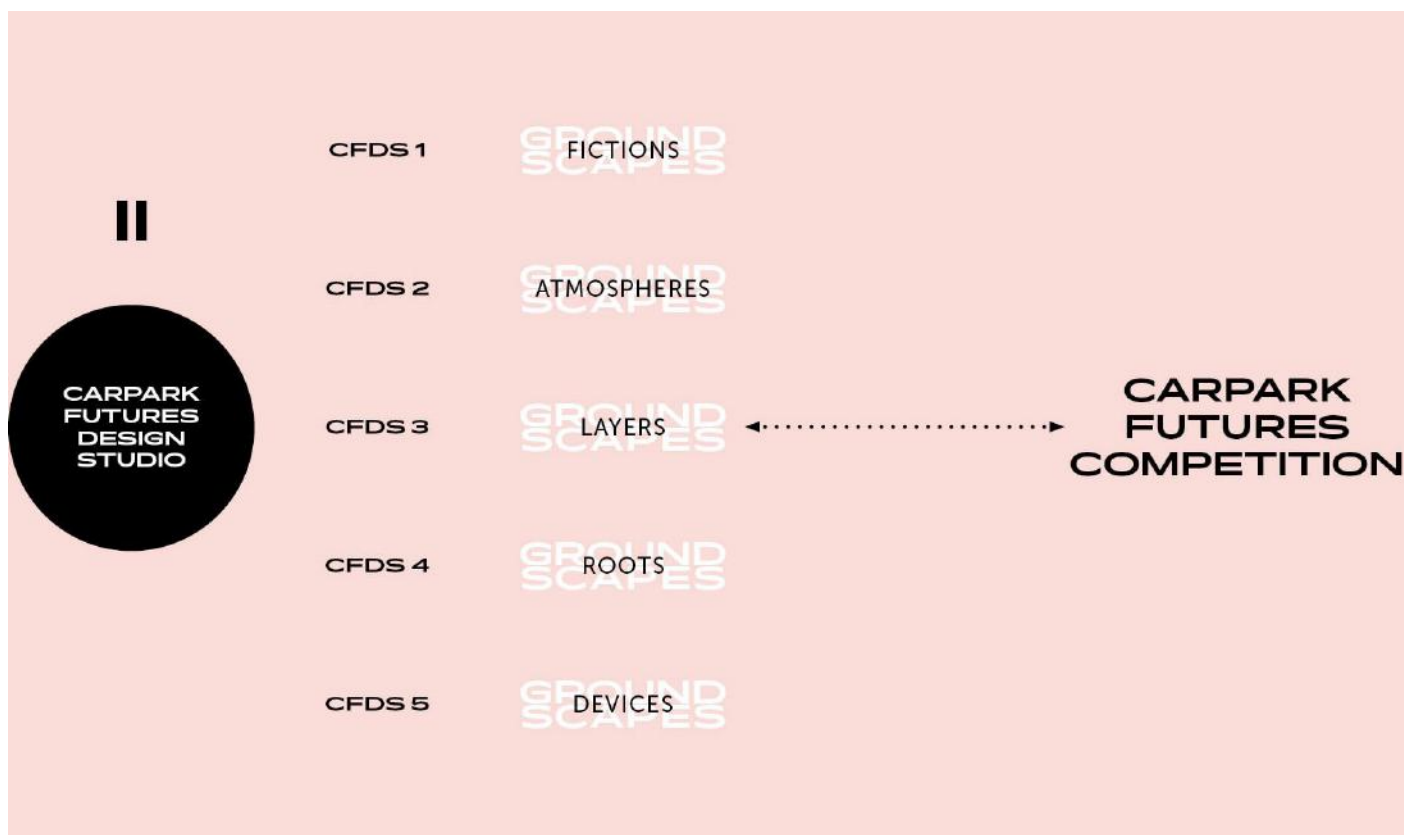 II
CARPARK
FUTURES
DESIGN
STUDIO
CFDS 1
GROUND
SCAPES
FICTIONS
CFDS 2
GROUND
SCAPES
ATMOSPHERES
CFDS 3
GROUND
SCAPES
LAYERS
CFDS 4
GROUND
SCAPES
ROOTS
CFDS 5
GROUND
SCAPES
DEVICES
CARPARK
FUTURES
COMPETITION